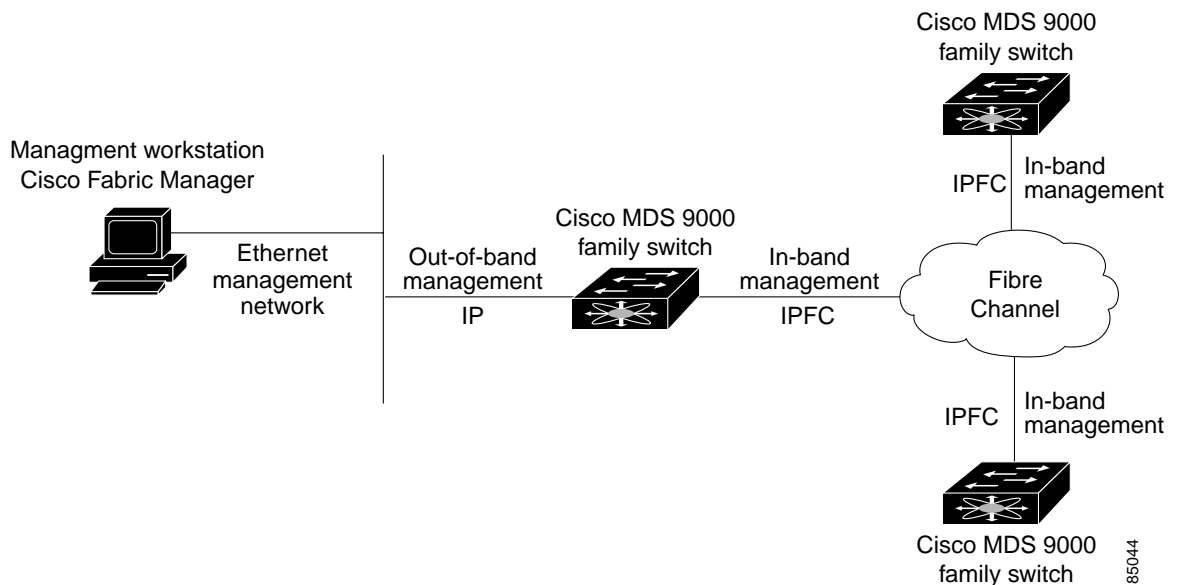 Cisco MDS 9000
family switch
Managment workstation
Cisco Fabric Manager
IPFC
In-band
management
Cisco MDS 9000
family switch
Ethernet
management
network
Out-of-band
management
IP
In-band
management
IPFC
Fibre
Channel
IPFC
In-band
management
Cisco MDS 9000
family switch
85044